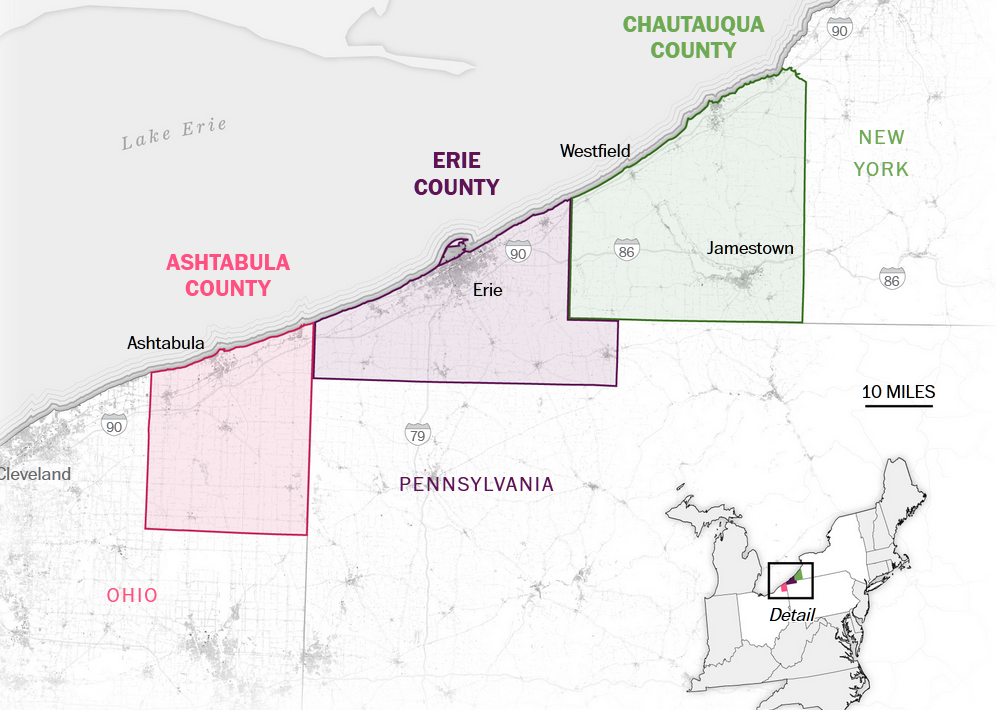 CHAUTAUQUA
COUNTY
90
Lake Erie
NEW
YORK
Westfield
ERIE
COUNTY
90
86
Jamestown
86
ASHTABULA
COUNTY
Erie
Ashtabula
10 MILES
90
79
Cleveland
PENNSYLVANIA
OHIO
Detail